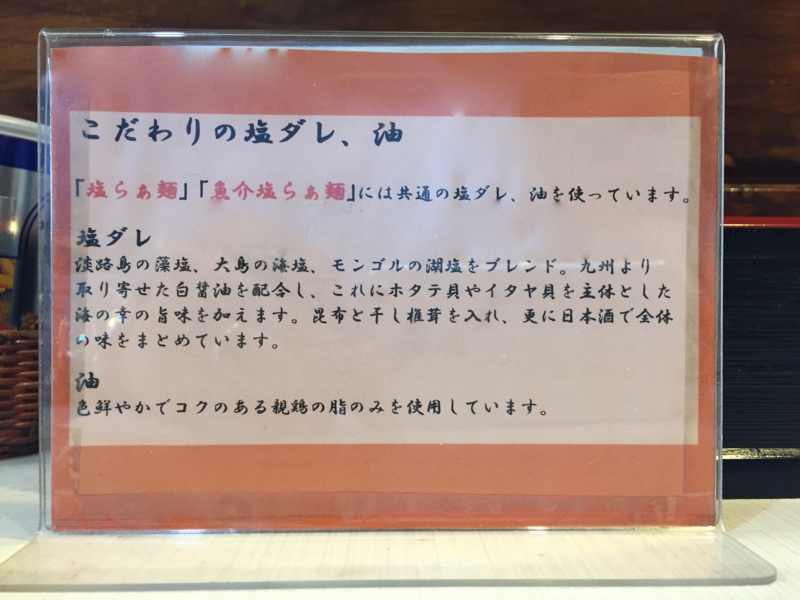 こだわりの塩ダレ、油
『塩らぁ麺』『魚介塩らぁ麺』には共通の塩ダレ、油を使っています。
塩ダレ
淡路島の藻塩、大島の海塩、モンゴルの湖塩をブレンド。九州より
取り寄せた白醤油を配合し、これにホタテ貝やイタヤ貝を主体とした
海の幸の旨味を加えます。昆布と干し椎茸を入れ、更に日本酒で全体
の味をまとめています。
油
色鮮やかでコクのある親鶏の脂のみを使用しています。